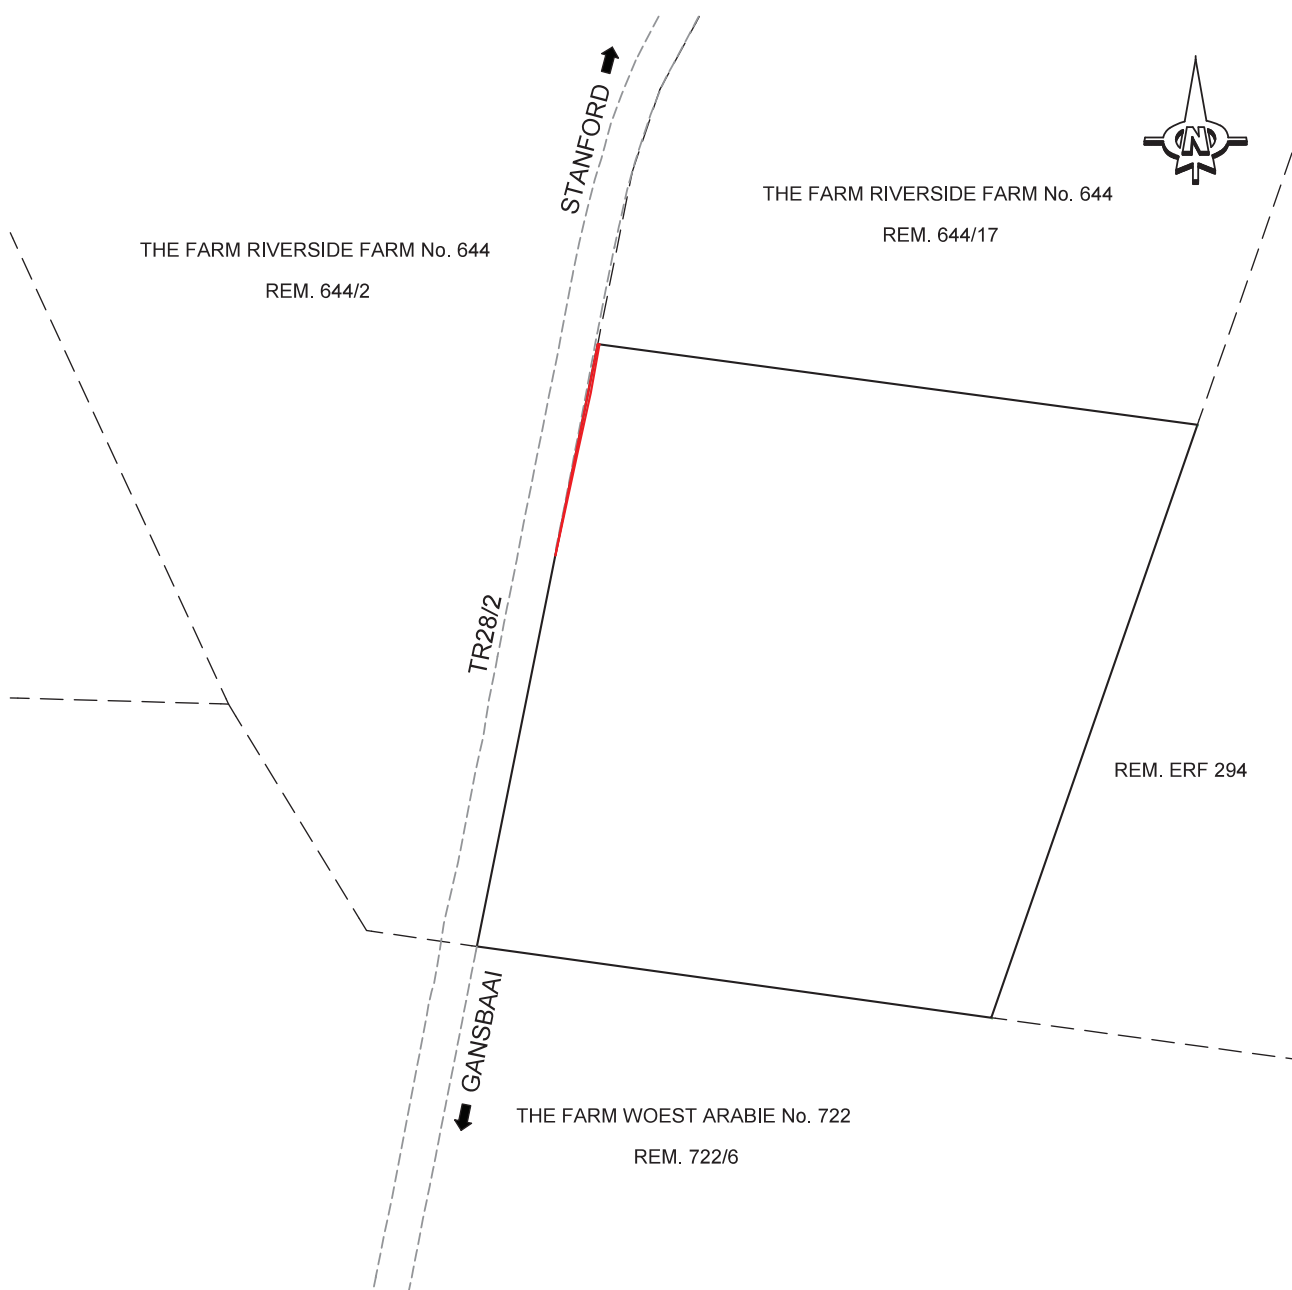 STANFORD
N
THE FARM RIVERSIDE FARM No. 644
REM. 644/17
THE FARM RIVERSIDE FARM No. 644
REM. 644/2
TR28/2
REM. ERF 294
GANSBAAI
THE FARM WOEST ARABIE No. 722
REM. 722/6